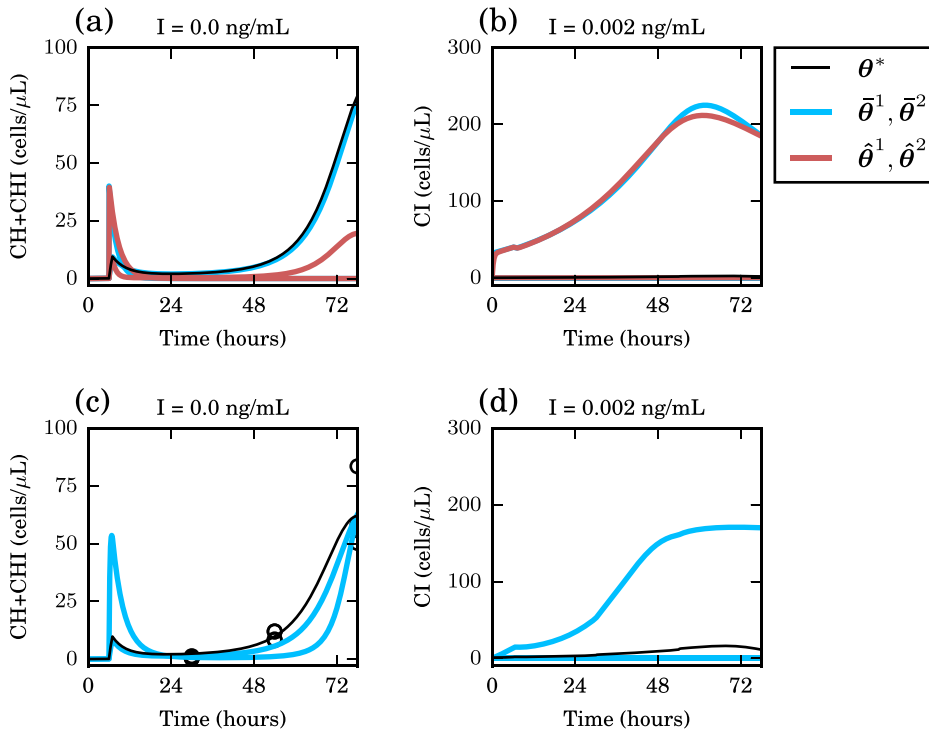 (a)
I = 0.0 ng/mL
CH+CHI (cells/μL)
100
75
50
25
0
0 24 48 72
Time (hours)
(b)
I = 0.002 ng/mL
CI (cells/μL)
300
200
100
0
0 24 48 72
Time (hours)
θ*
θ̄¹, θ̄²
θ̂¹, θ̂²
(c)
I = 0.0 ng/mL
CH+CHI (cells/μL)
100
75
50
25
0
0 24 48 72
Time (hours)
(d)
I = 0.002 ng/mL
CI (cells/μL)
300
200
100
0
0 24 48 72
Time (hours)